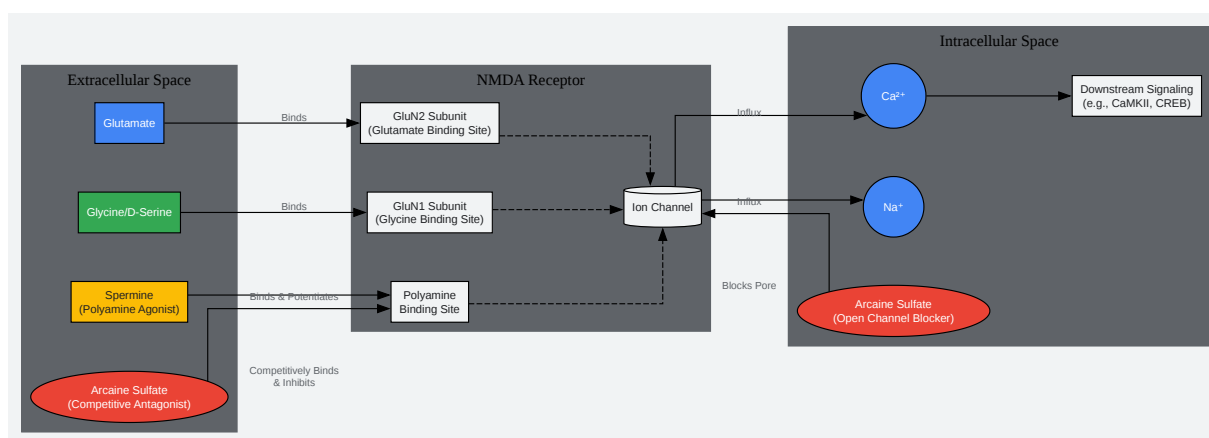 Extracellular Space
Glutamate
Glycine/D-Serine
Spermine
(Polyamine Agonist)
Arcaine Sulfate
(Competitive Antagonist)
Binds
Binds
Binds & Potentiates
Competitively Binds
& Inhibits
NMDA Receptor
GluN2 Subunit
(Glutamate Binding Site)
GluN1 Subunit
(Glycine Binding Site)
Polyamine
Binding Site
Ion Channel
Influx
Influx
Blocks Pore
Intracellular Space
Ca²⁺
Downstream Signaling
(e.g., CaMKII, CREB)
Na⁺
Arcaine Sulfate
(Open Channel Blocker)